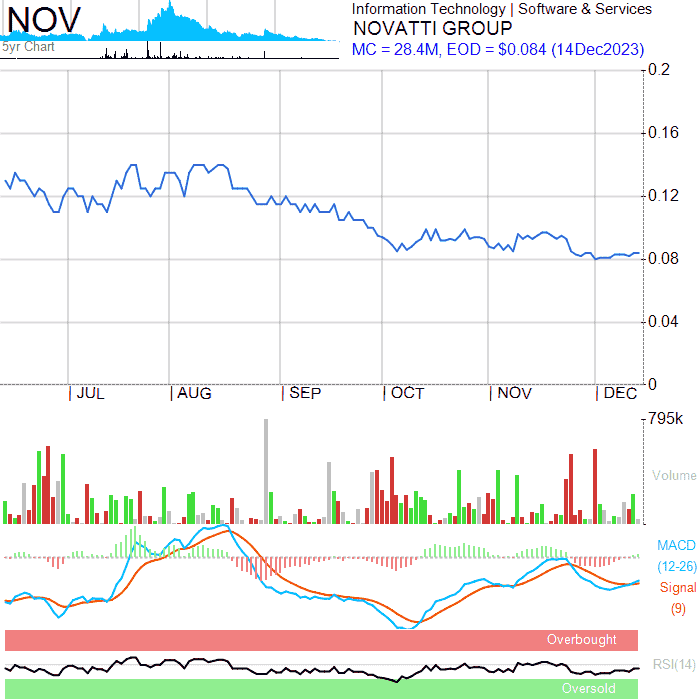 NOV
5yr Chart
Information Technology | Software & Services
NOVATTI GROUP
MC = 28.4M, EOD = $0.084 (14Dec2023)
0.2
0.16
0.12
0.08
0.04
0
| JUL | AUG | SEP | OCT | NOV | DEC
795k
Volume
MACD
(12-26)
Signal
(9)
Overbought
RSI(14)
Oversold